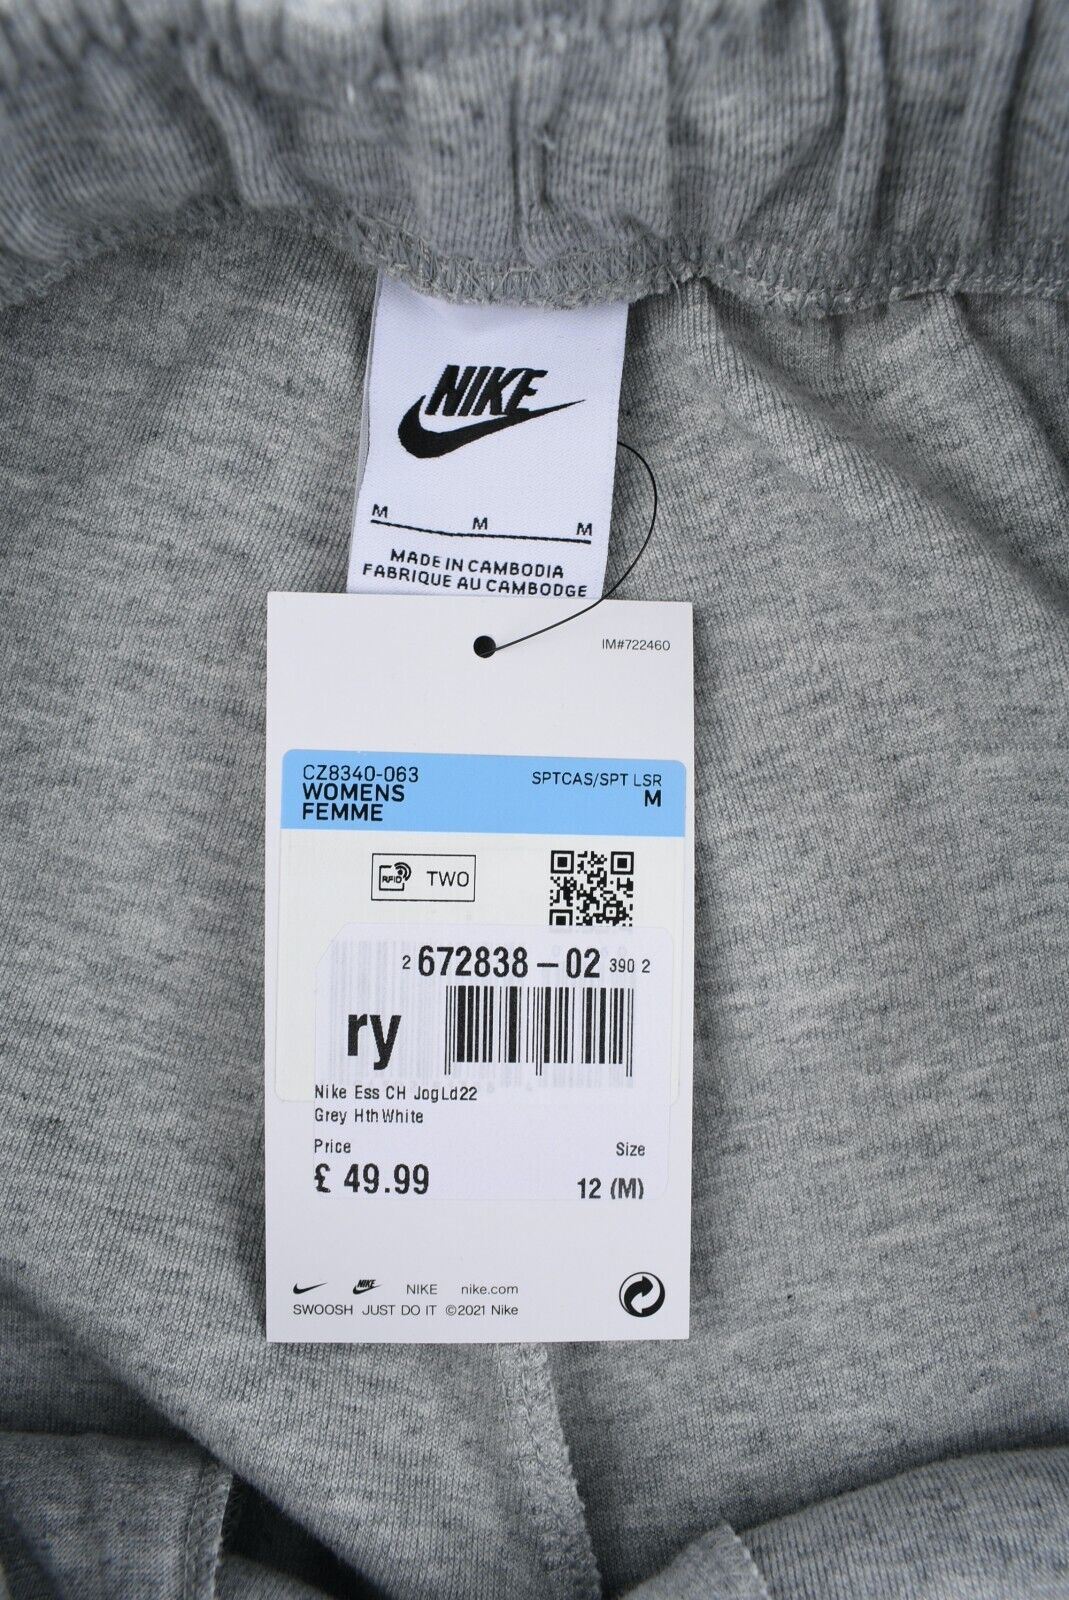 NIKE
M M M
MADE IN CAMBODIA
FABRIQUE AU CAMBODGE
IM#722460
CZ8340-063 SPTCAS/SPT LSR
WOMENS M
FEMME
RFID TWO
2 672838-02 390 2
ry
Nike Ess CH JogLd22
Grey HthWhite
Price Size
£ 49.99 12 (M)
NIKE NIKE nike.com
SWOOSH JUST DO IT ©2021 Nike